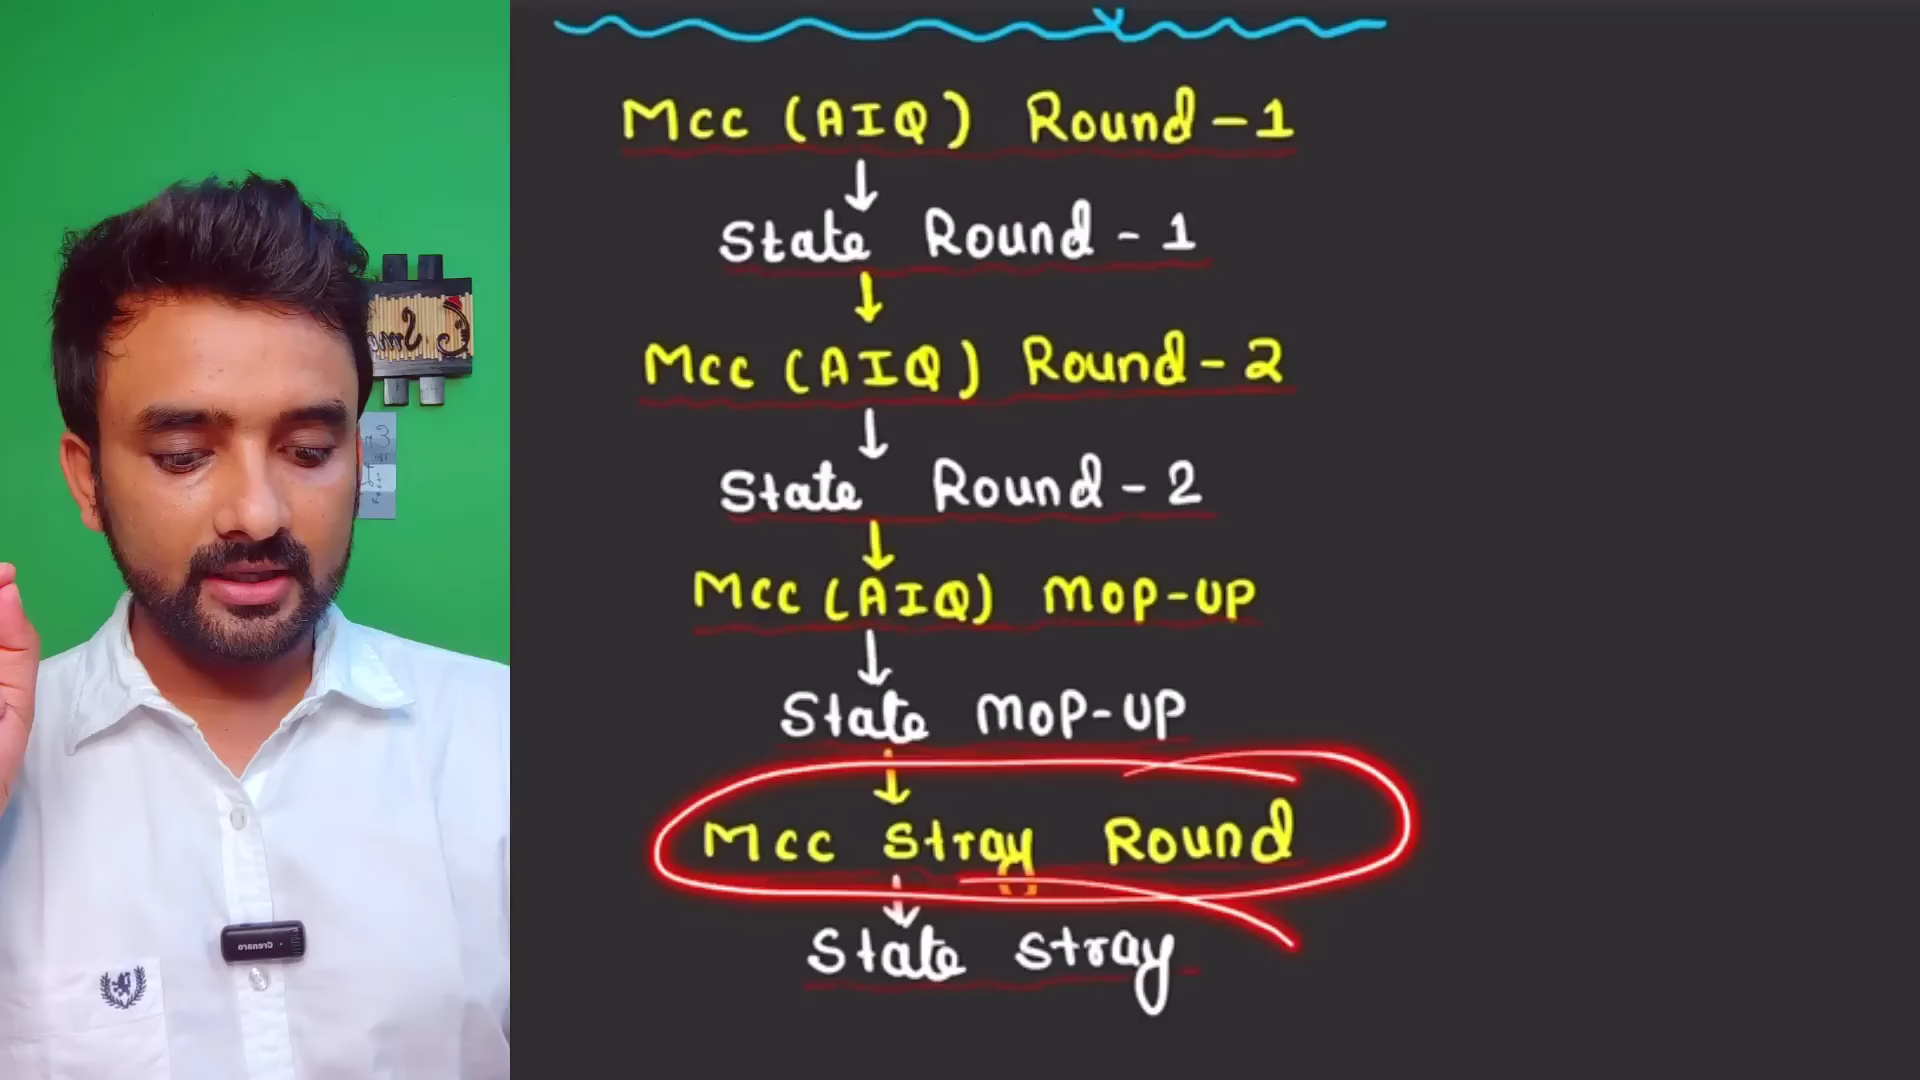 Mcc (AIQ) Round-1
State Round-1
Mcc (AIQ) Round-2
State Round-2
Mcc (AIQ) Mop-up
State Mop-up
Mcc Stray Round
State Stray